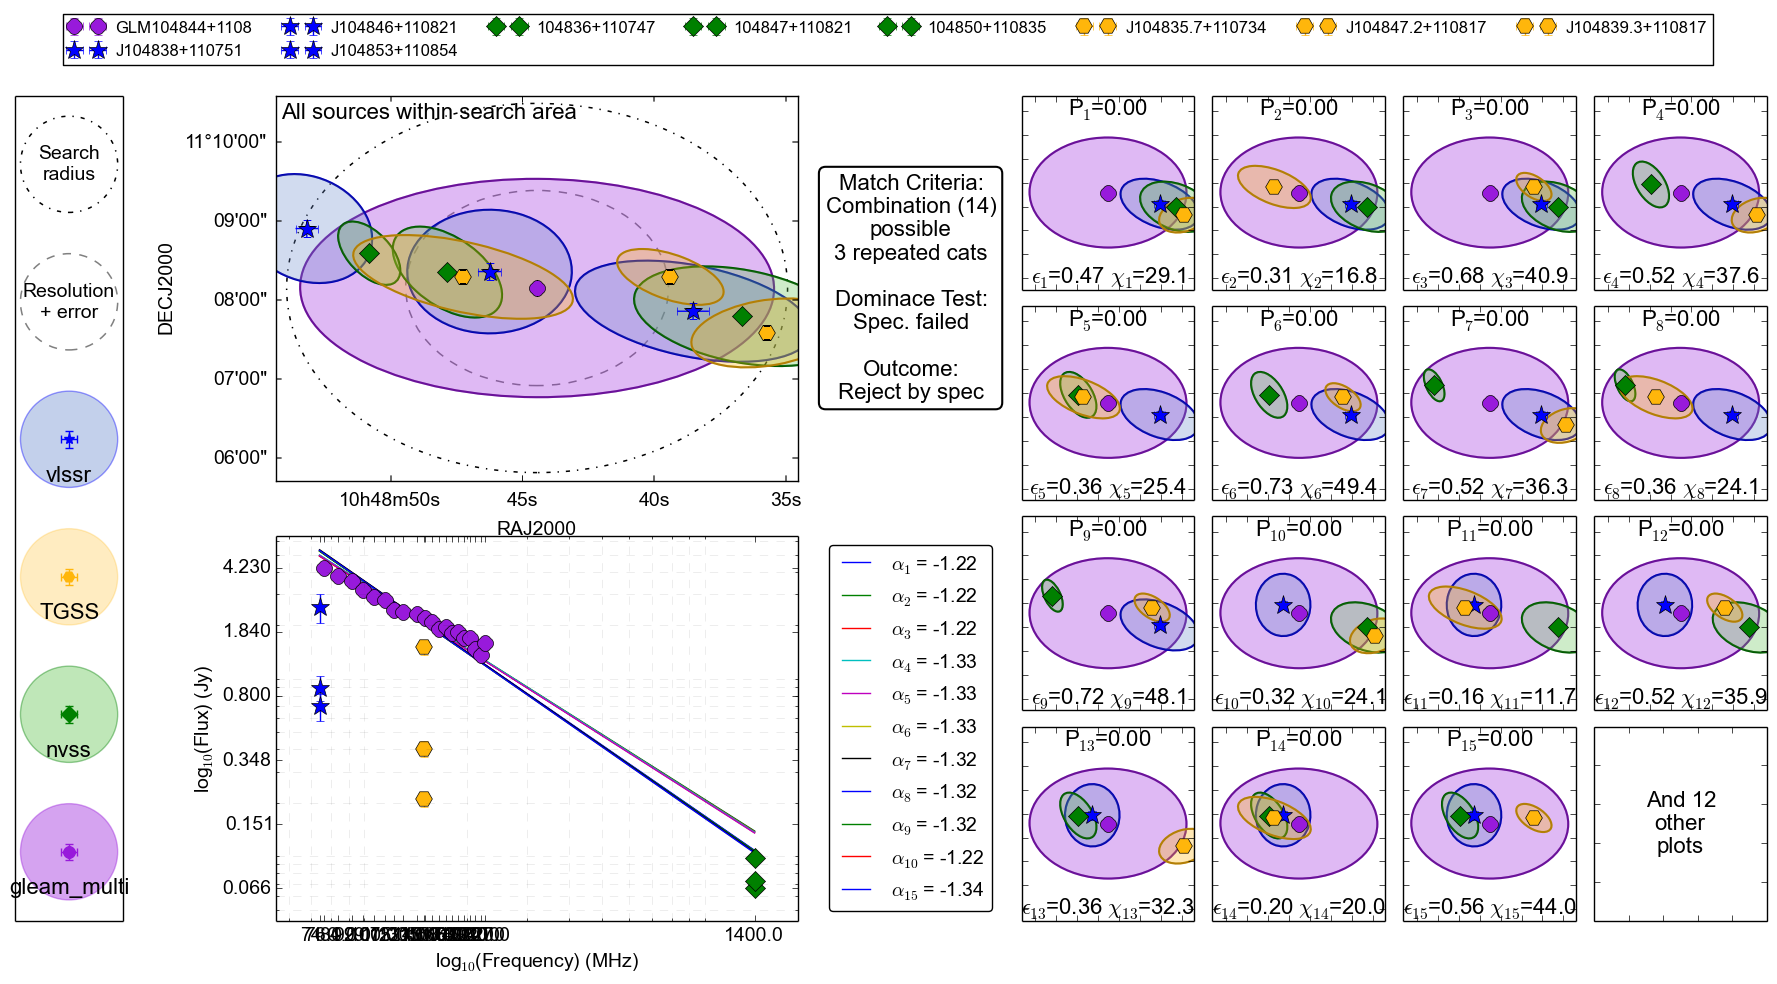 GLM104844+1108 J104846+110821 104836+110747 104847+110821 104850+110835 J104835.7+110734 J104847.2+110817 J104839.3+110817
J104838+110751 J104853+110854
Search
radius
Resolution
+ error
vlssr
TGSS
nvss
gleam_multi
All sources within search area
11°10'00"
09'00"
08'00"
07'00"
06'00"
DECJ2000
10h48m50s 45s 40s 35s
RAJ2000
Match Criteria:
Combination (14)
possible
3 repeated cats
Dominace Test:
Spec. failed
Outcome:
Reject by spec
4.230
1.840
0.800
0.348
0.151
0.066
log10(Flux) (Jy)
1400.0
log10(Frequency) (MHz)
α1 = -1.22
α2 = -1.22
α3 = -1.22
α4 = -1.33
α5 = -1.33
α6 = -1.33
α7 = -1.32
α8 = -1.32
α9 = -1.32
α10 = -1.22
α15 = -1.34
P1=0.00 P2=0.00 P3=0.00 P4=0.00
ϵ1=0.47 χ1=29.1 ϵ2=0.31 χ2=16.8 ϵ3=0.68 χ3=40.9 ϵ4=0.52 χ4=37.6
P5=0.00 P6=0.00 P7=0.00 P8=0.00
ϵ5=0.36 χ5=25.4 ϵ6=0.73 χ6=49.4 ϵ7=0.52 χ7=36.3 ϵ8=0.36 χ8=24.1
P9=0.00 P10=0.00 P11=0.00 P12=0.00
ϵ9=0.72 χ9=48.1 ϵ10=0.32 χ10=24.1 ϵ11=0.16 χ11=11.7 ϵ12=0.52 χ12=35.9
P13=0.00 P14=0.00 P15=0.00
ϵ13=0.36 χ13=32.3 ϵ14=0.20 χ14=20.0 ϵ15=0.56 χ15=44.0
And 12
other
plots